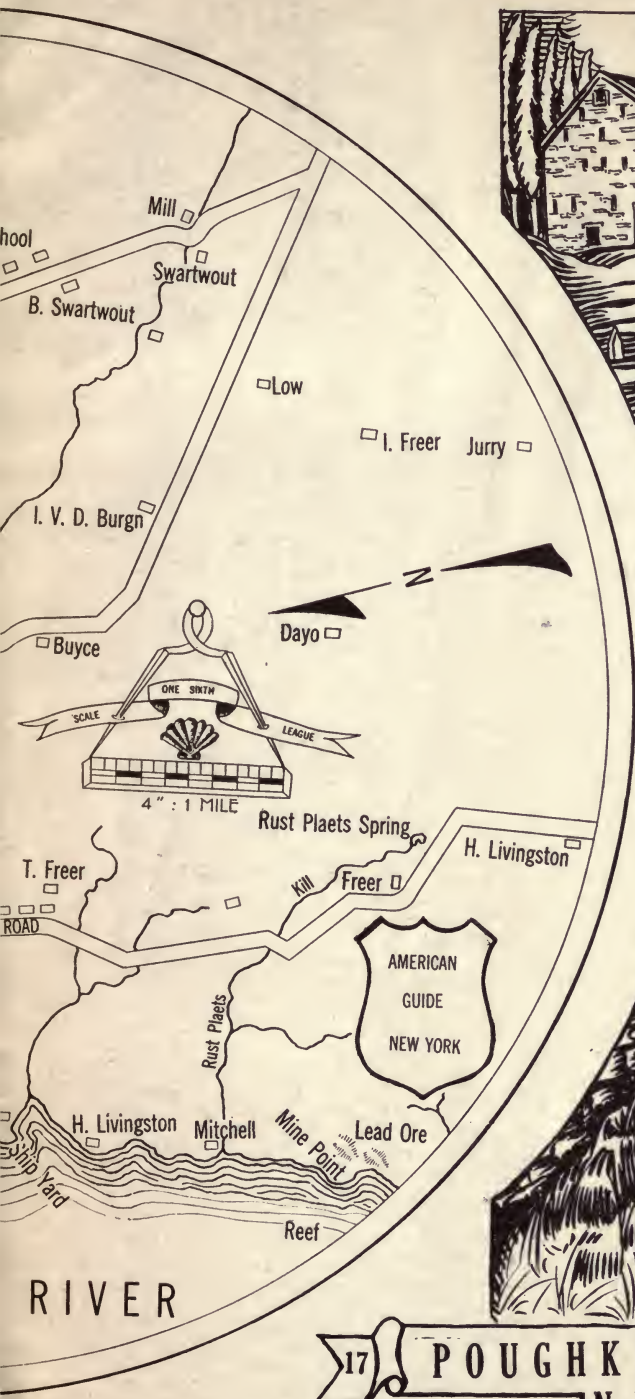 Mill
hool
Swartwout
B. Swartwout
Low
I. Freer
Jurry
I. V. D. Burgn
N
Dayo
Buyce
ONE SIXTH
SCALE
LEAGUE
4" : 1 MILE
Rust Plaets Spring
H. Livingston
T. Freer
Kill
Freer
ROAD
AMERICAN
GUIDE
NEW YORK
Rust Plaets
H. Livingston
Mitchell
Mine Point
Lead Ore
Yard
Reef
RIVER
17
POUGHK